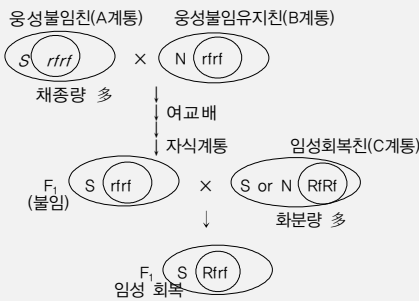 웅성불임친(A계통) 웅성불임유지친(B계통)
S rfrf × N rfrf
채종량 多 ↓
↓ 여교배
↓ 자식계통 임성회복친(C계통)
F₁ S rfrf × S or N RfRf
(불임)
↓ 화분량 多
F₁ S Rfrf
임성 회복